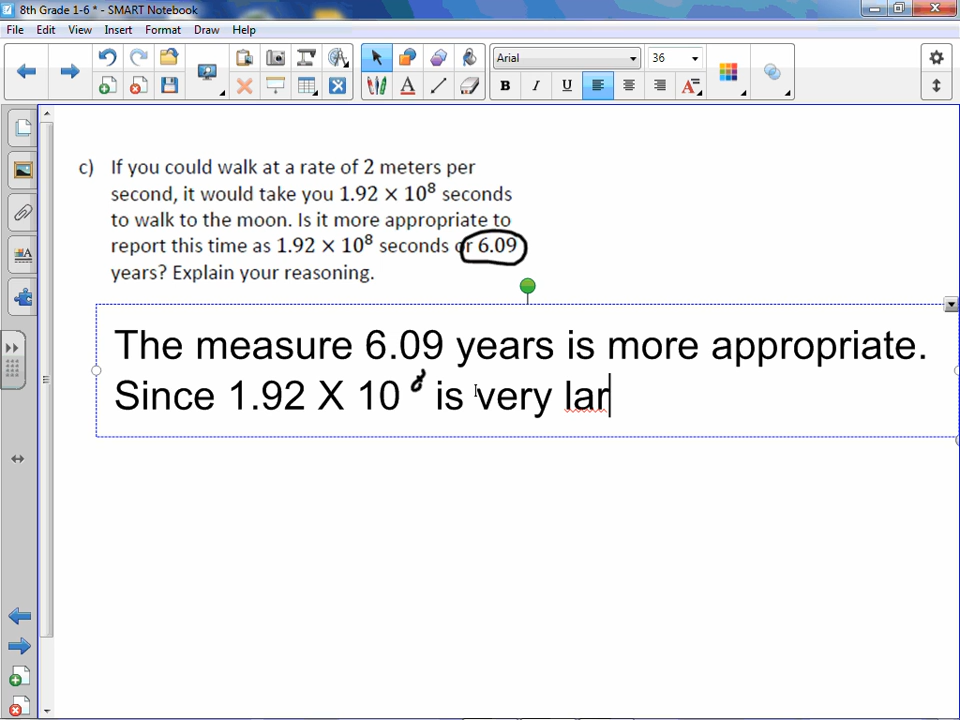 8th Grade 1-6 * - SMART Notebook
File Edit View Insert Format Draw Help
Arial 36
B I U A
c) If you could walk at a rate of 2 meters per
second, it would take you 1.92 × 10⁸ seconds
to walk to the moon. Is it more appropriate to
report this time as 1.92 × 10⁸ seconds or 6.09
years? Explain your reasoning.
The measure 6.09 years is more appropriate.
Since 1.92 X 10 ⁸ is very lar